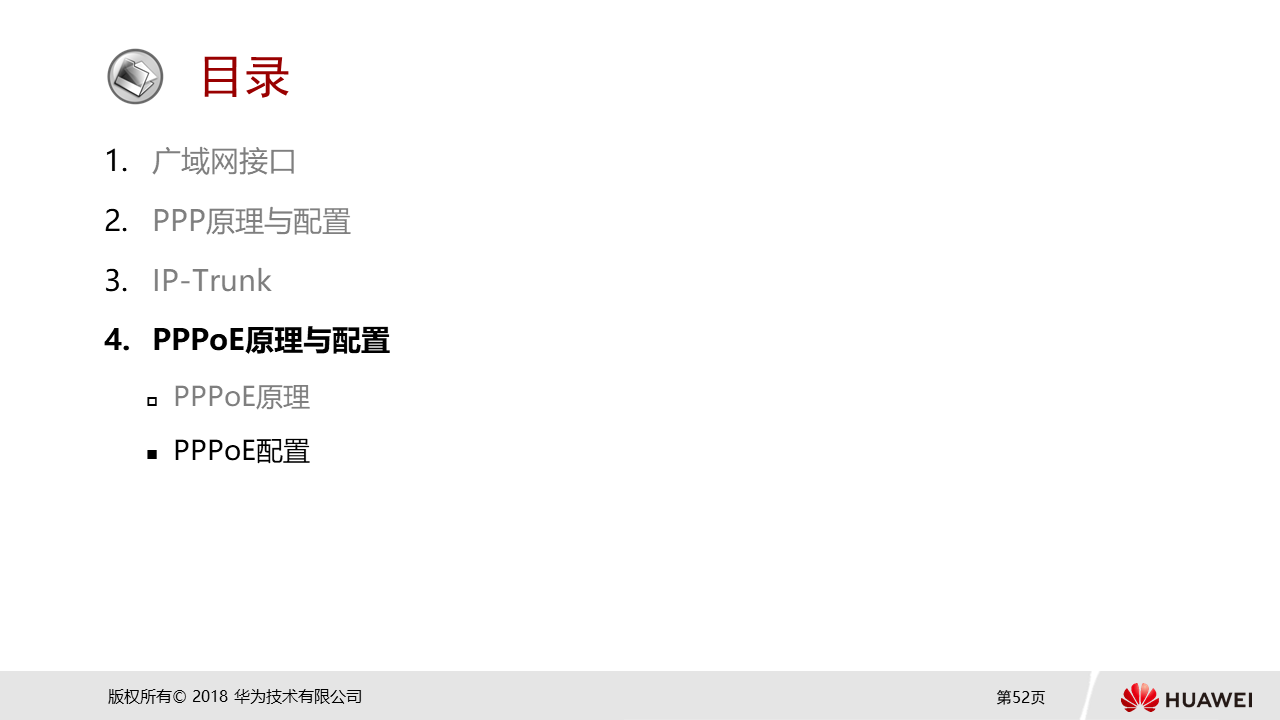 目录
1. 广域网接口
2. PPP原理与配置
3. IP-Trunk
4. PPPoE原理与配置
PPPoE原理
PPPoE配置
版权所有© 2018 华为技术有限公司
第52页
HUAWEI